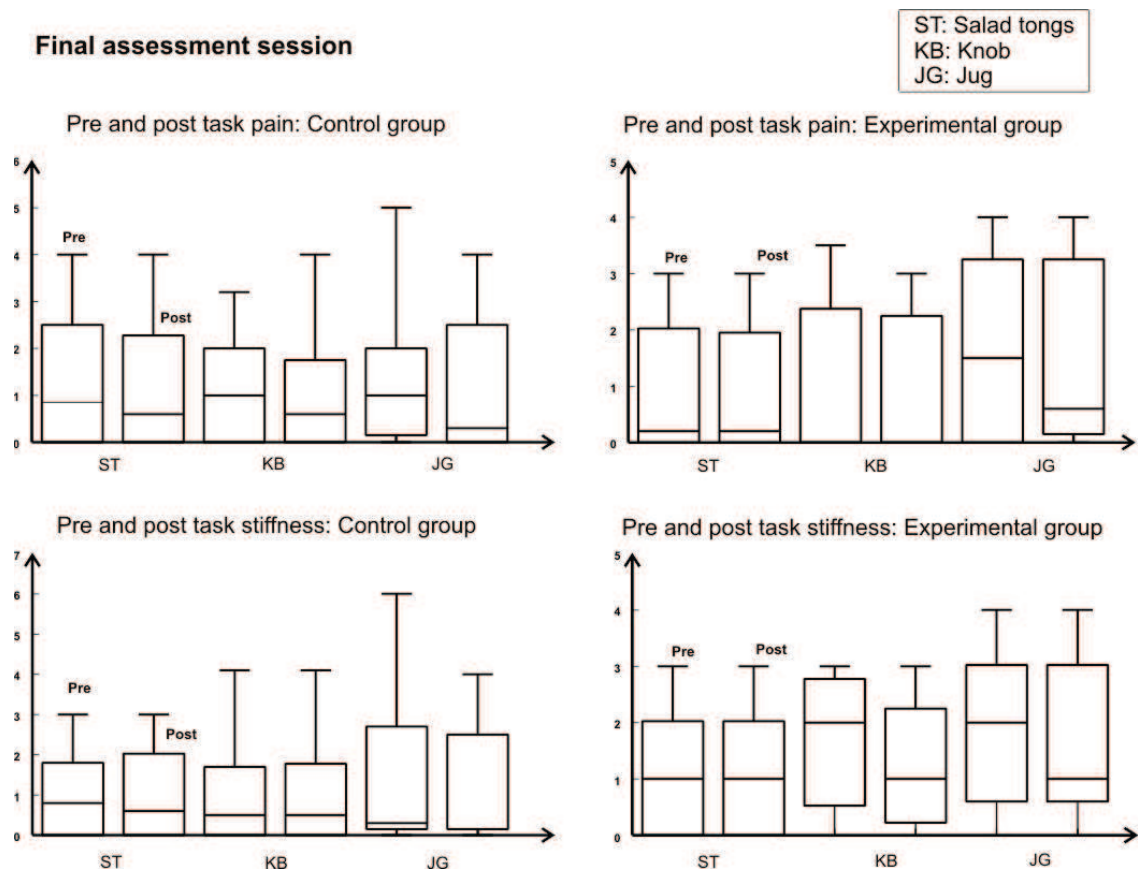 Final assessment session
ST: Salad tongs
KB: Knob
JG: Jug
Pre and post task pain: Control group
6
5
4
3
2
1
0
Pre
Post
ST
KB
JG
Pre and post task pain: Experimental group
5
4
3
2
1
0
Pre
Post
ST
KB
JG
Pre and post task stiffness: Control group
7
6
5
4
3
2
1
0
Pre
Post
ST
KB
JG
Pre and post task stiffness: Experimental group
5
4
3
2
1
0
Pre
Post
ST
KB
JG